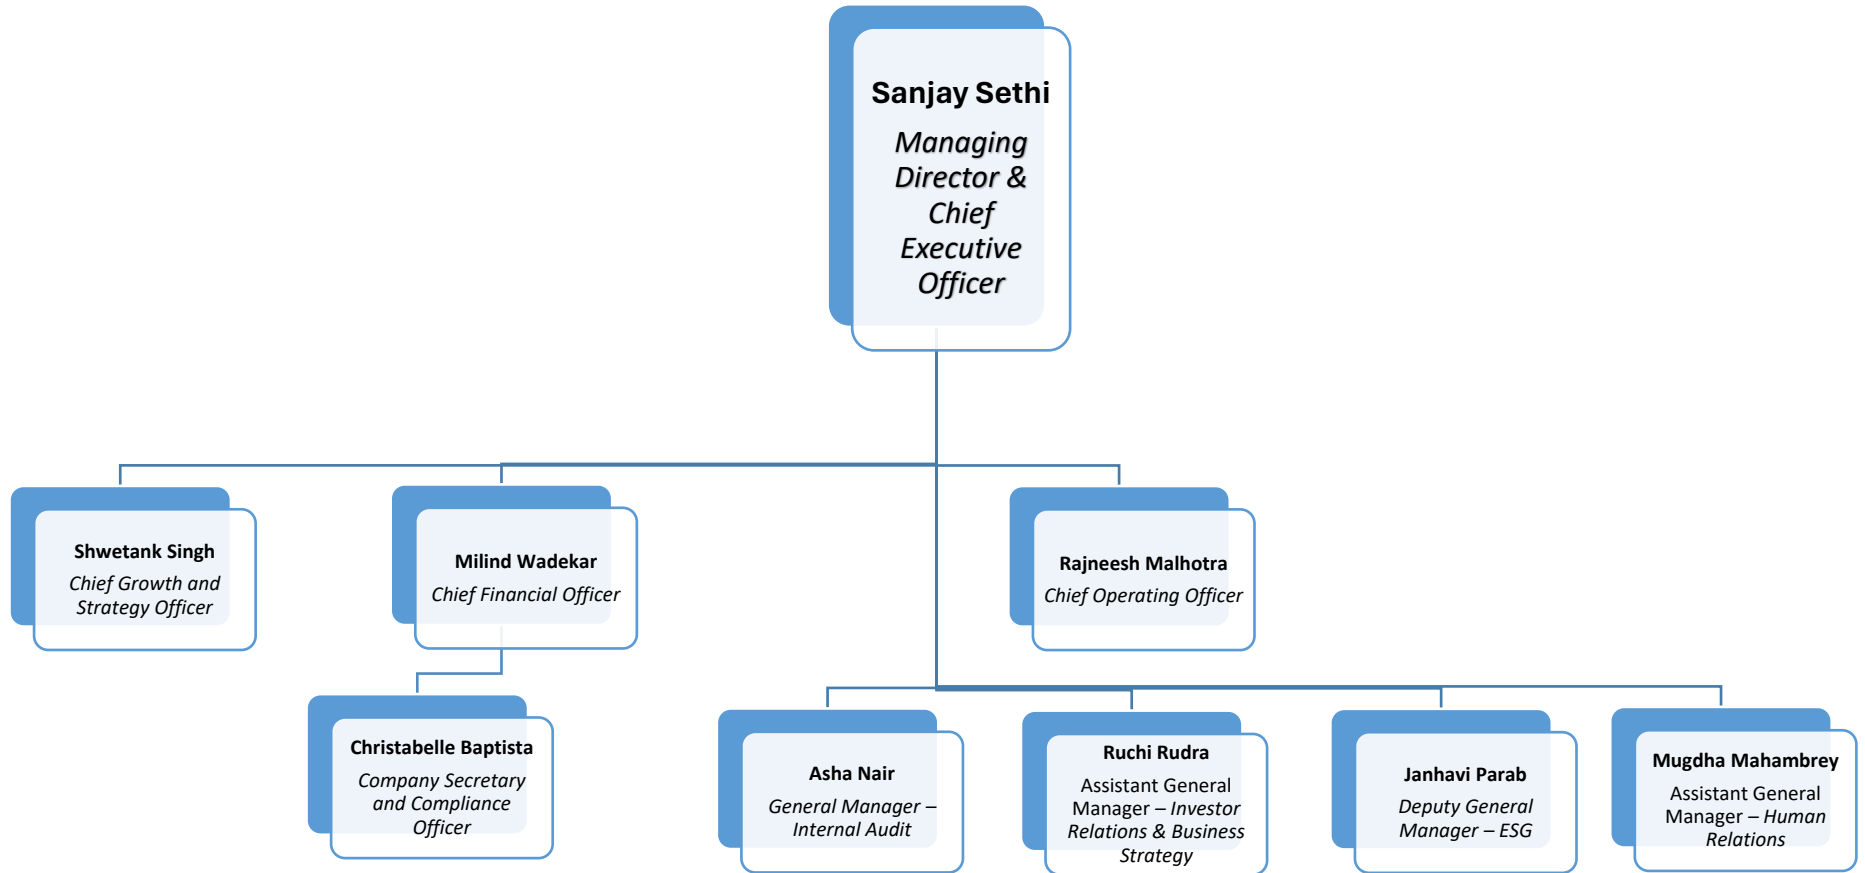 Sanjay Sethi
Managing
Director &
Chief
Executive
Officer
Shwetank Singh
Chief Growth and
Strategy Officer
Milind Wadekar
Chief Financial Officer
Rajneesh Malhotra
Chief Operating Officer
Christabelle Baptista
Company Secretary
and Compliance
Officer
Asha Nair
General Manager –
Internal Audit
Ruchi Rudra
Assistant General
Manager – Investor
Relations & Business
Strategy
Janhavi Parab
Deputy General
Manager – ESG
Mugdha Mahambrey
Assistant General
Manager – Human
Relations